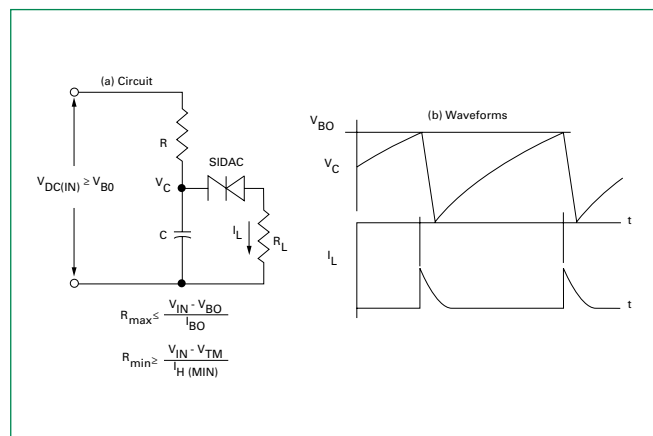 (a) Circuit
R
SIDAC
V_DC(IN) ≥ V_B0
V_C
C
I_L
R_L
R_max ≤ V_IN - V_BO / I_BO
R_min ≥ V_IN - V_TM / I_H (MIN)
(b) Waveforms
V_BO
V_C
t
I_L
t